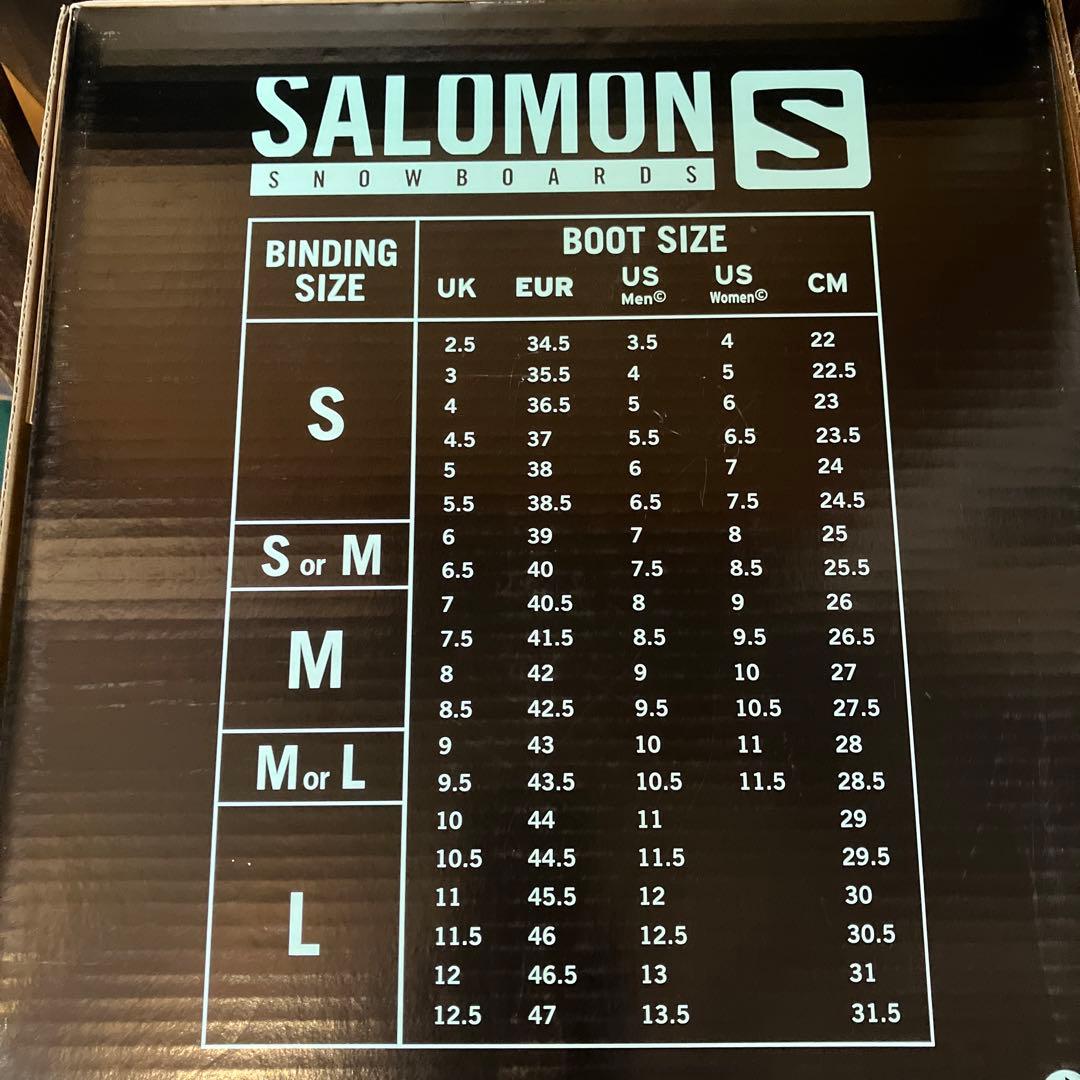 SALOMON S
SNOWBOARDS
BINDING SIZE BOOT SIZE
UK EUR US Men© US Women© CM
S
2.5 34.5 3.5 4 22
3 35.5 4 5 22.5
4 36.5 5 6 23
4.5 37 5.5 6.5 23.5
5 38 6 7 24
5.5 38.5 6.5 7.5 24.5
S or M
6 39 7 8 25
6.5 40 7.5 8.5 25.5
M
7 40.5 8 9 26
7.5 41.5 8.5 9.5 26.5
8 42 9 10 27
8.5 42.5 9.5 10.5 27.5
M or L
9 43 10 11 28
9.5 43.5 10.5 11.5 28.5
L
10 44 11 29
10.5 44.5 11.5 29.5
11 45.5 12 30
11.5 46 12.5 30.5
12 46.5 13 31
12.5 47 13.5 31.5